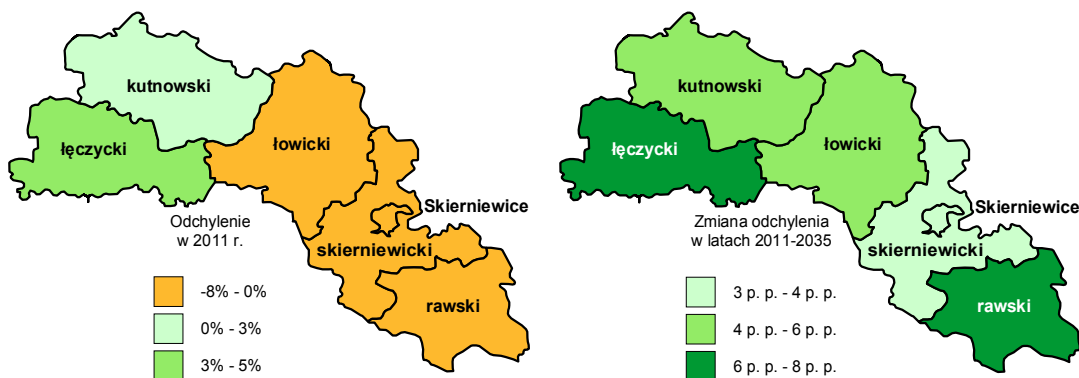 kutnowski
łęczycki
łowicki
Skierniewice
skierniewicki
rawski
Odchylenie
w 2011 r.
-8% - 0%
0% - 3%
3% - 5%
kutnowski
łęczycki
łowicki
Skierniewice
skierniewicki
rawski
Zmiana odchylenia
w latach 2011-2035
3 p. p. - 4 p. p.
4 p. p. - 6 p. p.
6 p. p. - 8 p. p.